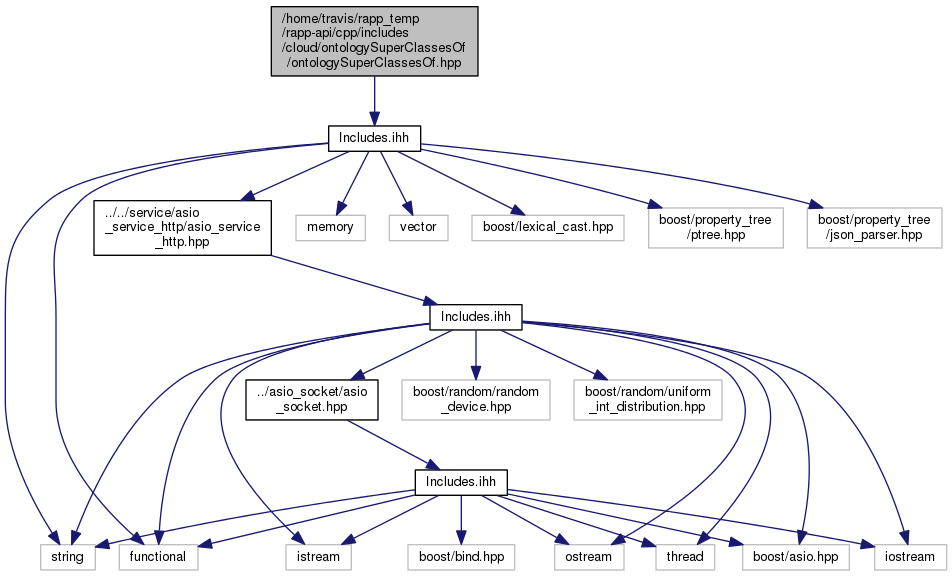 /home/travis/rapp_temp
/rapp-api/cpp/includes
/cloud/ontologySuperClassesOf
/ontologySuperClassesOf.hpp
Includes.ihh
../../service/asio
_service_http/asio_service
_http.hpp
memory
vector
boost/lexical_cast.hpp
boost/property_tree
/ptree.hpp
boost/property_tree
/json_parser.hpp
Includes.ihh
../asio_socket/asio
_socket.hpp
boost/random/random
_device.hpp
boost/random/uniform
_int_distribution.hpp
Includes.ihh
string
functional
istream
boost/bind.hpp
ostream
thread
boost/asio.hpp
iostream